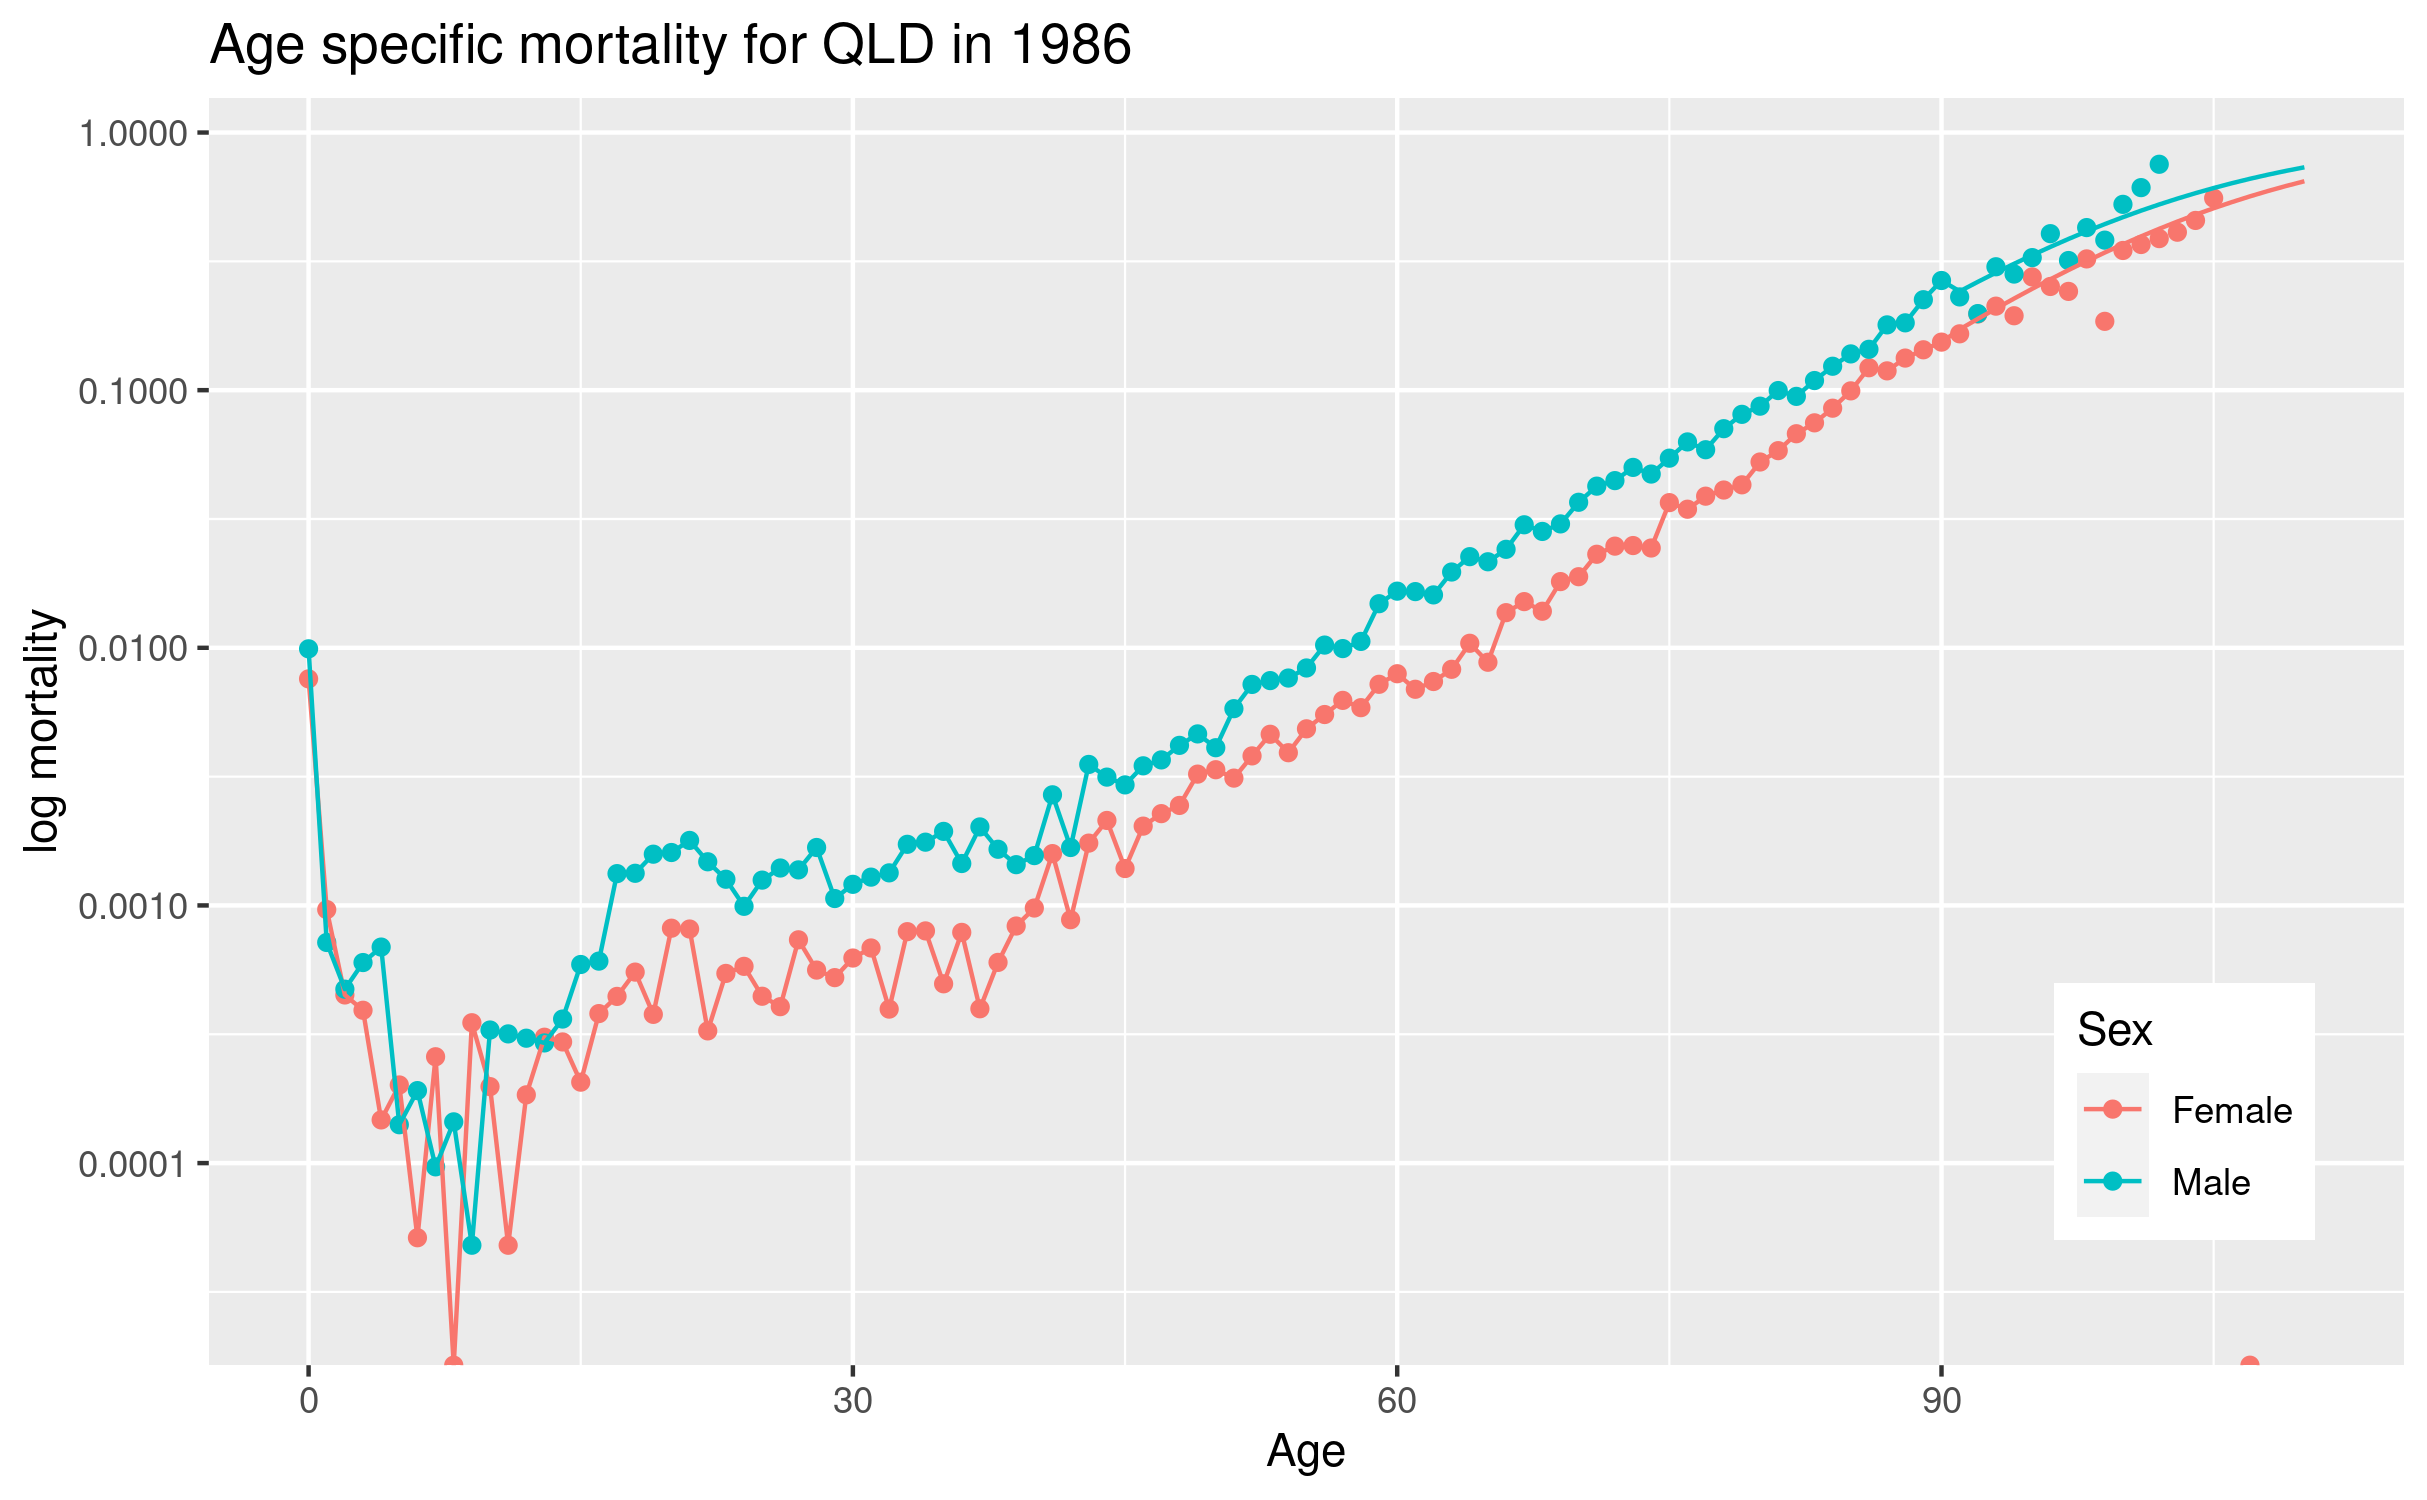 Age specific mortality for QLD in 1986
1.0000
0.1000
0.0100
0.0010
0.0001
log mortality
0 30 60 90
Age
Sex
Female
Male